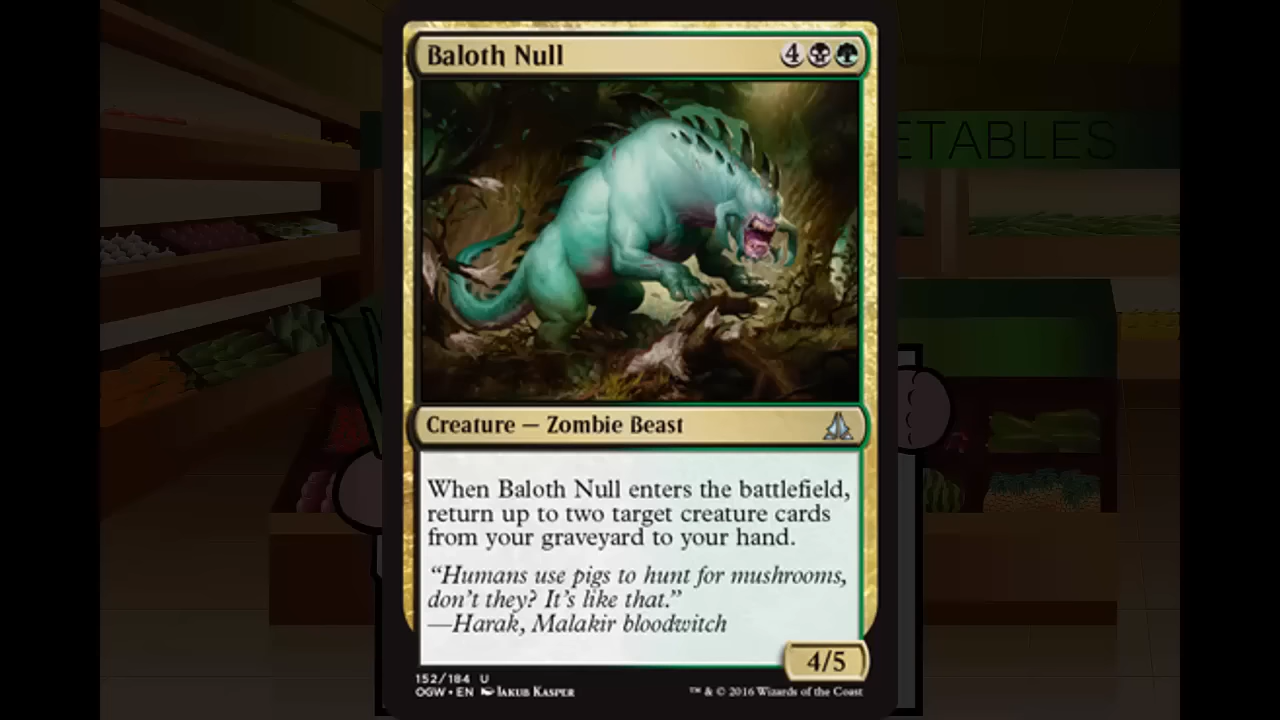 Baloth Null
4
ETABLES
Creature — Zombie Beast
When Baloth Null enters the battlefield,
return up to two target creature cards
from your graveyard to your hand.
“Humans use pigs to hunt for mushrooms,
don’t they? It’s like that.”
—Harak, Malakir bloodwitch
4/5
152/184 U
OGW • EN Jakub Kasper
™ & © 2016 Wizards of the Coast